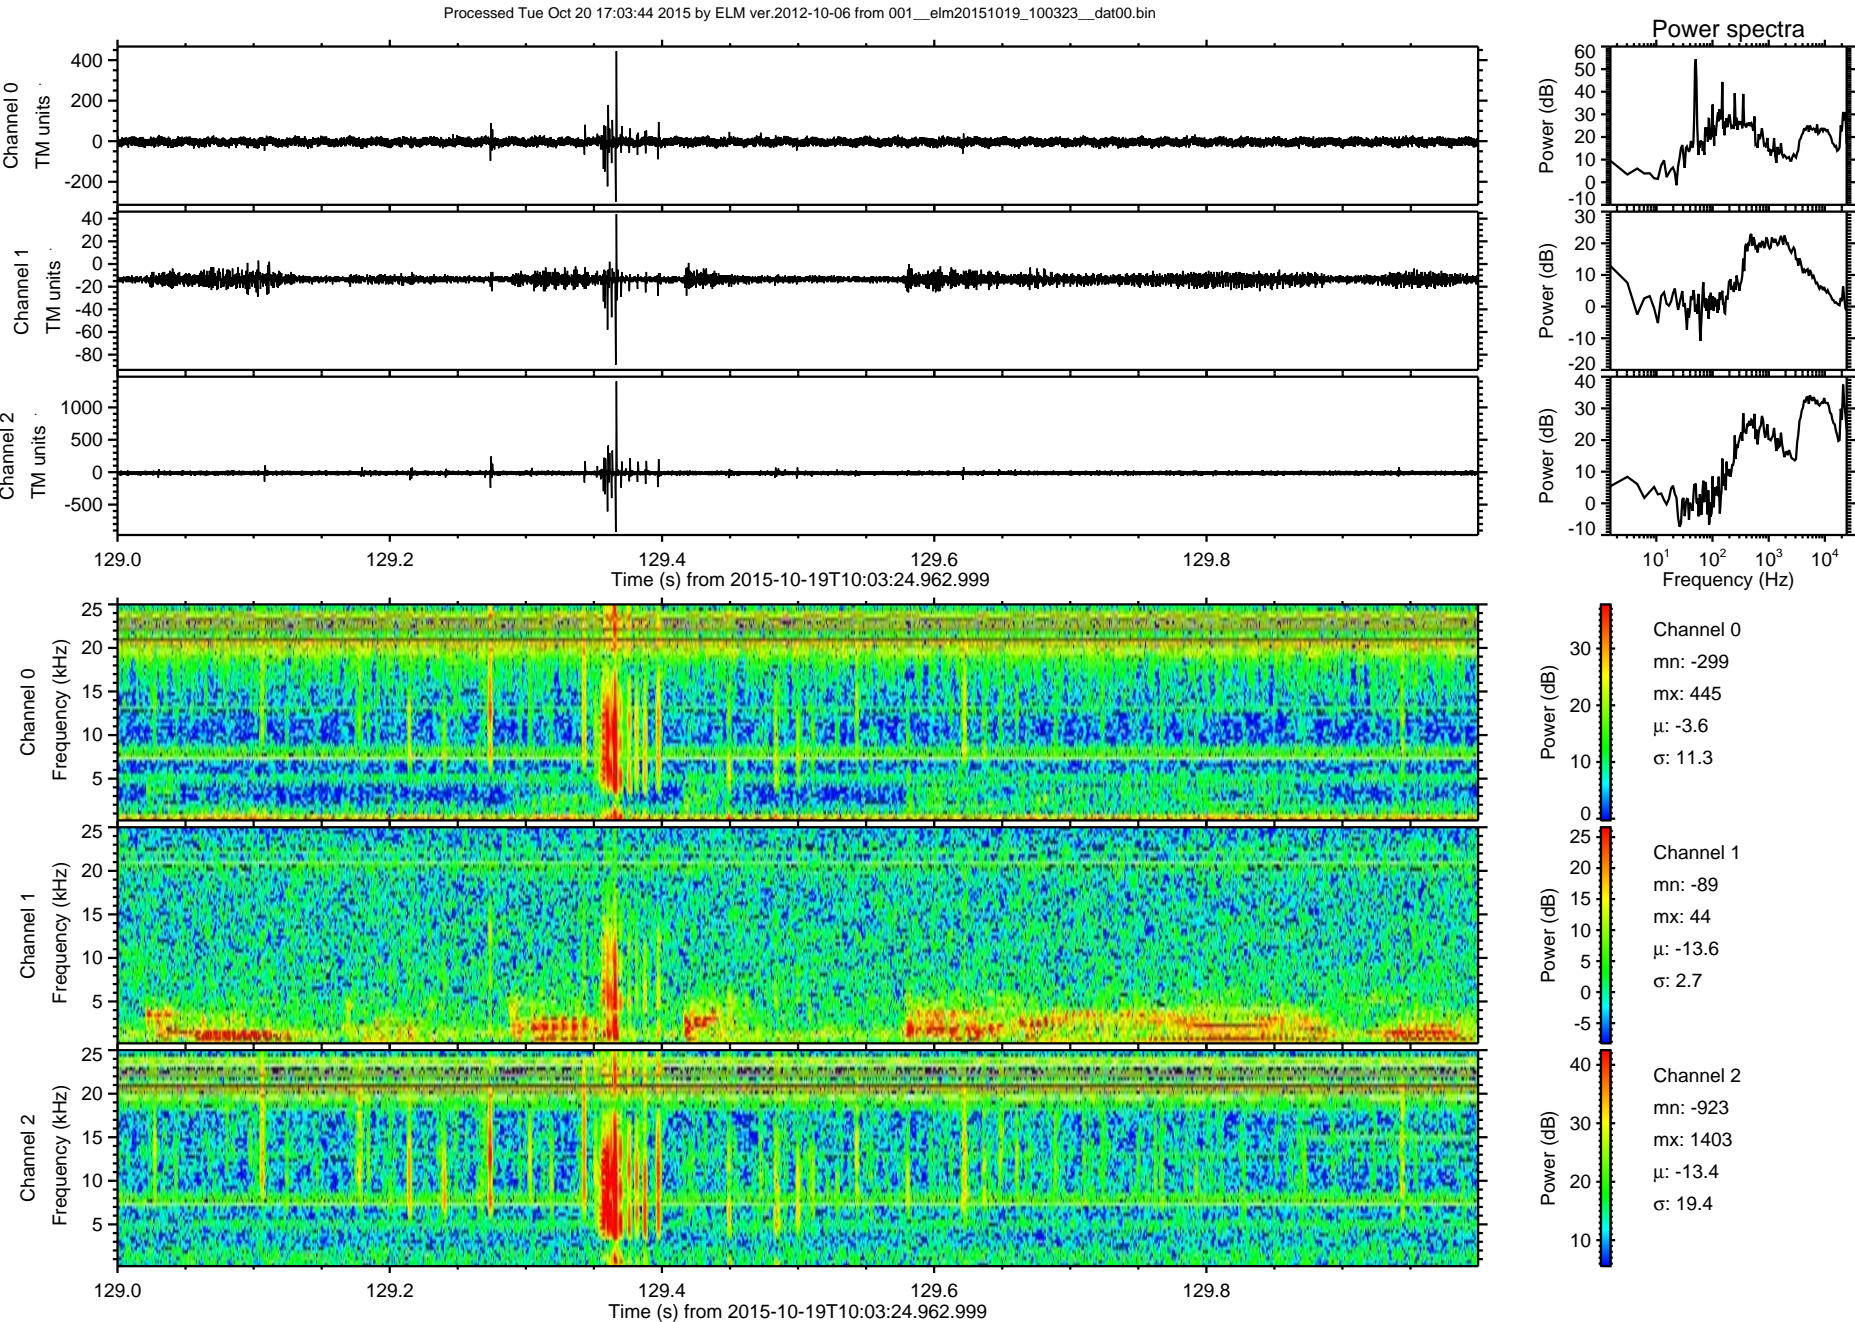 Processed Tue Oct 20 17:03:44 2015 by ELM ver.2012-10-06 from 001__elm20151019_100323__dat00.bin
Power spectra
Channel 0
TM units
400
200
0
-200
Power (dB)
60
50
40
30
20
10
0
-10
Channel 1
TM units
40
20
0
-20
-40
-60
-80
Power (dB)
30
20
10
0
-10
-20
Channel 2
TM units
1000
500
0
-500
Power (dB)
40
30
20
10
0
-10
129.0 129.2 129.4 129.6 129.8
Time (s) from 2015-10-19T10:03:24.962.999
10¹ 10² 10³ 10⁴
Frequency (Hz)
Channel 0
Frequency (kHz)
25
20
15
10
5
Power (dB)
30
20
10
0
Channel 0
mn: -299
mx: 445
µ: -3.6
σ: 11.3
Channel 1
Frequency (kHz)
25
20
15
10
5
Power (dB)
25
20
15
10
5
0
-5
Channel 1
mn: -89
mx: 44
µ: -13.6
σ: 2.7
Channel 2
Frequency (kHz)
25
20
15
10
5
Power (dB)
40
30
20
10
Channel 2
mn: -923
mx: 1403
µ: -13.4
σ: 19.4
129.0 129.2 129.4 129.6 129.8
Time (s) from 2015-10-19T10:03:24.962.999